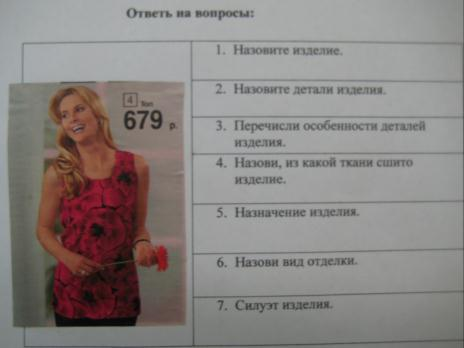 Ответь на вопросы:
1. Назовите изделие.
2. Назовите детали изделия.
4 Топ
679 р.
3. Перечисли особенности деталей
изделия.
4. Назови, из какой ткани сшито
изделие.
5. Назначение изделия.
6. Назови вид отделки.
7. Силуэт изделия.